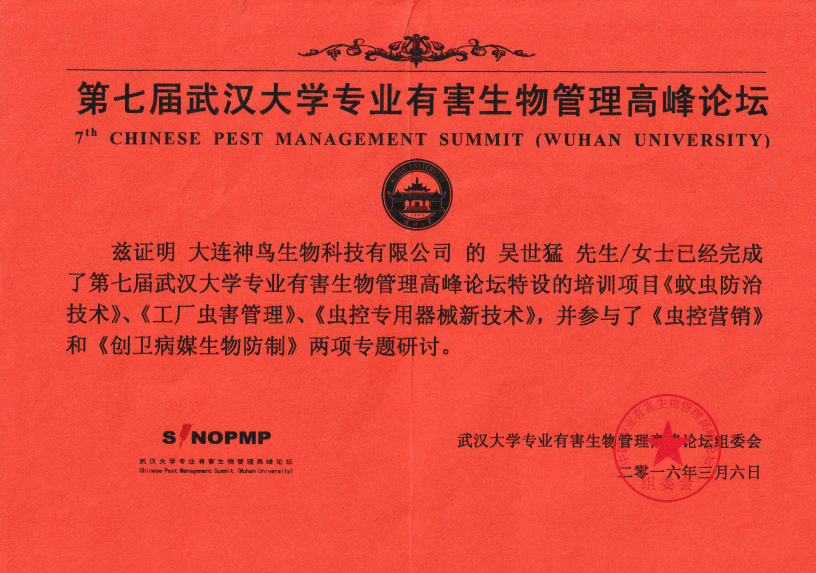 第七届武汉大学专业有害生物管理高峰论坛
7th CHINESE PEST MANAGEMENT SUMMIT (WUHAN UNIVERSITY)
兹证明 大连神鸟生物科技有限公司 的 吴世猛 先生/女士已经完成
了第七届武汉大学专业有害生物管理高峰论坛特设的培训项目《蚊虫防治
技术》、《工厂虫害管理》、《虫控专用器械新技术》，并参与了《虫控营销》
和《创卫病媒生物防制》两项专题研讨。
SINOPMP
武汉大学专业有害生物管理高峰论坛
Chinese Pest Management Summit (Wuhan University)
武汉大学专业有害生物管理高峰论坛组委会
二零一六年三月六日
组委会